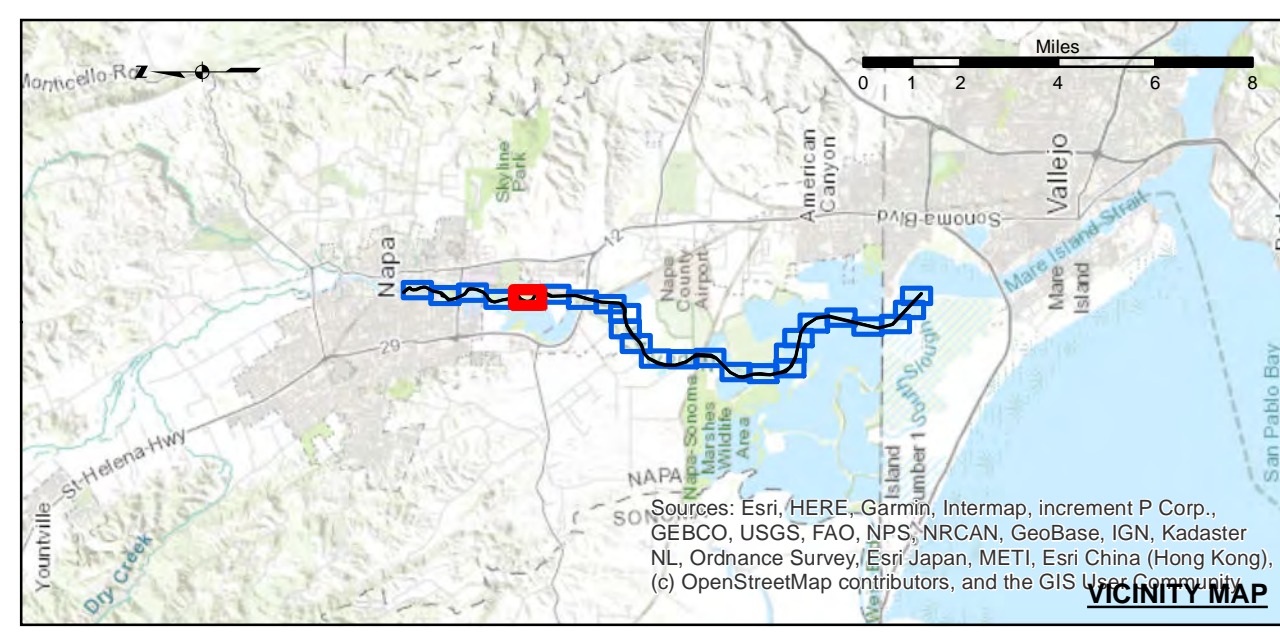 Miles
0 1 2 4 6 8
Z
Monticello Rd
Skyline
Park
American
Canyon
Vallejo
Sonoma Blvd
Mare Island Strait
Mare
Island
Napa
12
Napa
County
Airport
29
South Slough
St-Helena-Hwy
Yountville
Dry Creek
Napa-Sonoma
Marshes
Wildlife
Area
Island
umber 1
San Pablo Bay
NAPA
SONOMA
Sources: Esri, HERE, Garmin, Intermap, increment P Corp.,
GEBCO, USGS, FAO, NPS, NRCAN, GeoBase, IGN, Kadaster
NL, Ordnance Survey, Esri Japan, METI, Esri China (Hong Kong),
(c) OpenStreetMap contributors, and the GIS User Community
VICINITY MAP